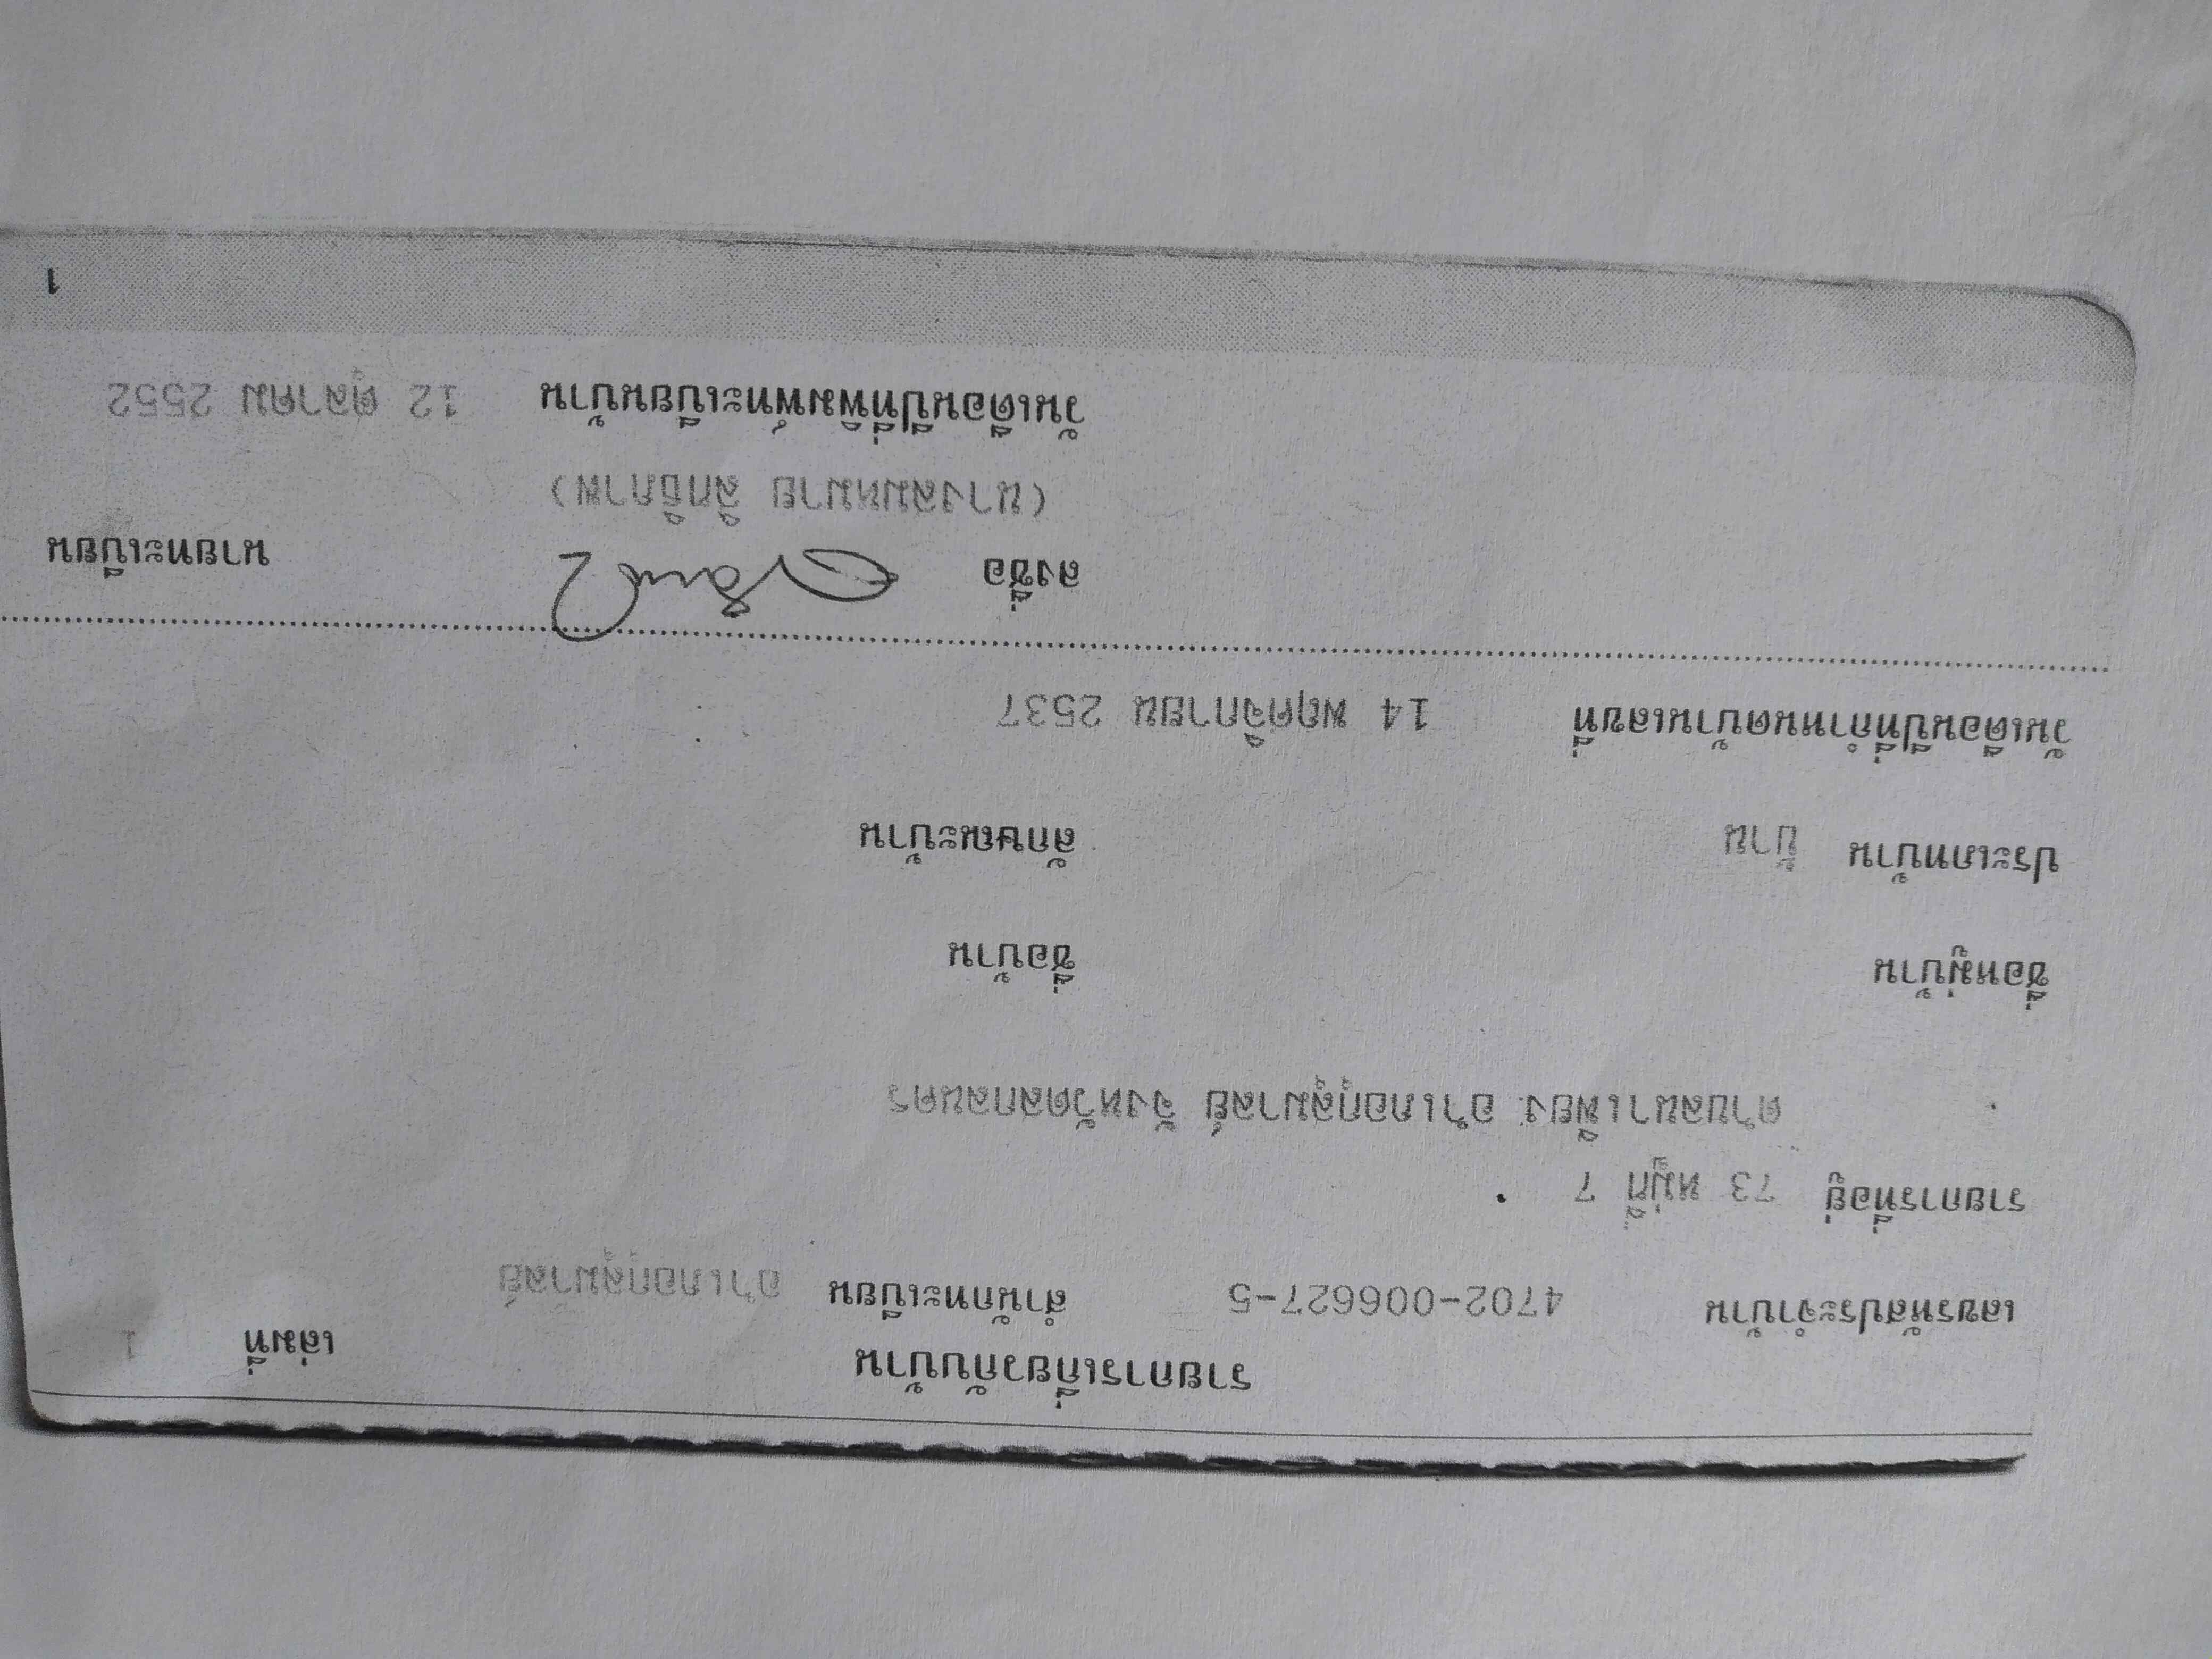 รายการเกี่ยวกับบ้าน เล่มที่ 1
เลขรหัสประจำบ้าน 4702-006627-5 สำนักทะเบียน อำเภอกุสุมาลย์
รายการที่อยู่ 73 หมู่ที่ 7
ตำบลนาเพียง อำเภอกุสุมาลย์ จังหวัดสกลนคร
ชื่อหมู่บ้าน ชื่อบ้าน
ประเภทบ้าน บ้าน ลักษณะบ้าน
วันเดือนปีที่กำหนดบ้านเลขที่ 14 พฤศจิกายน 2537
ลงชื่อ นายทะเบียน
(นางสมหมาย สิทธิภาพ)
วันเดือนปีที่พิมพ์ทะเบียนบ้าน 12 ตุลาคม 2552
1